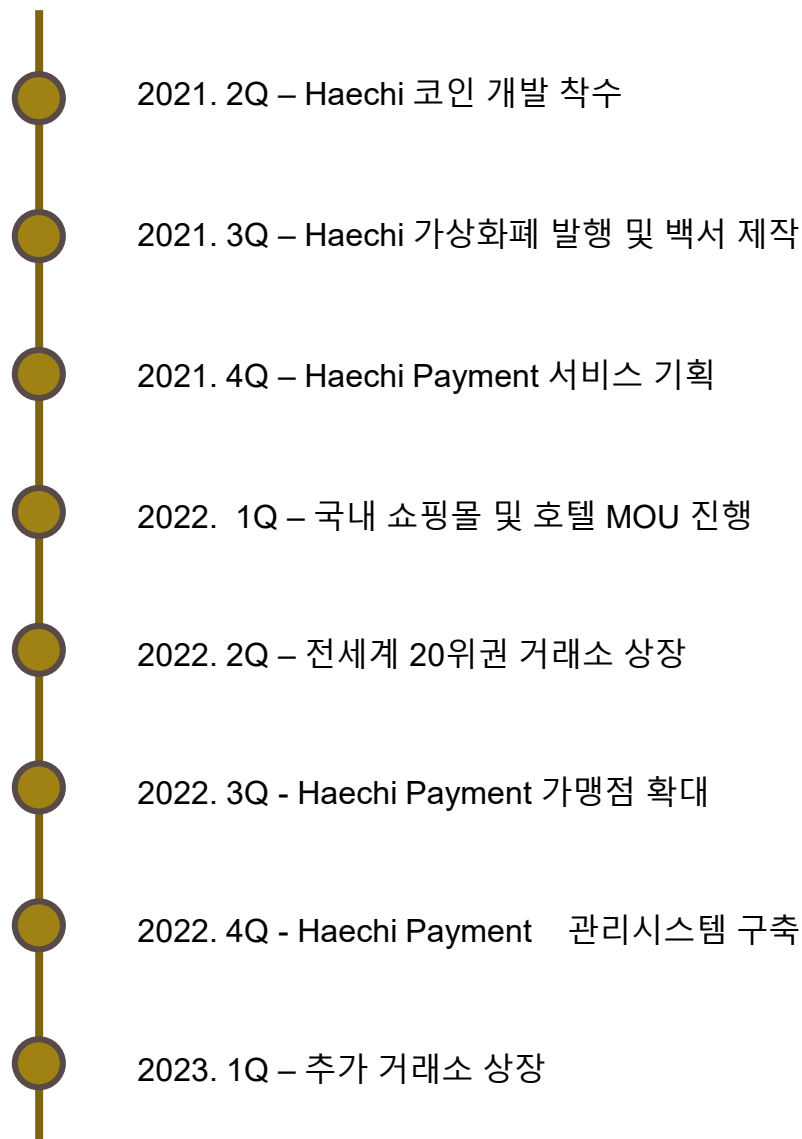 2021. 2Q – Haechi 코인 개발 착수
2021. 3Q – Haechi 가상화폐 발행 및 백서 제작
2021. 4Q – Haechi Payment 서비스 기획
2022.  1Q – 국내 쇼핑몰 및 호텔 MOU 진행
2022. 2Q – 전세계 20위권 거래소 상장
2022. 3Q - Haechi Payment 가맹점 확대
2022. 4Q - Haechi Payment   관리시스템 구축
2023. 1Q – 추가 거래소 상장